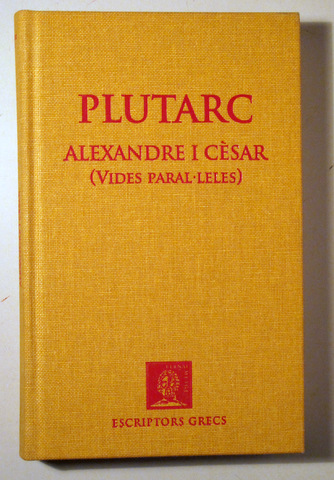 PLUTARC
ALEXANDRE I CÈSAR
(VIDES PARAL·LELES)
ESCRIPTORS GRECS